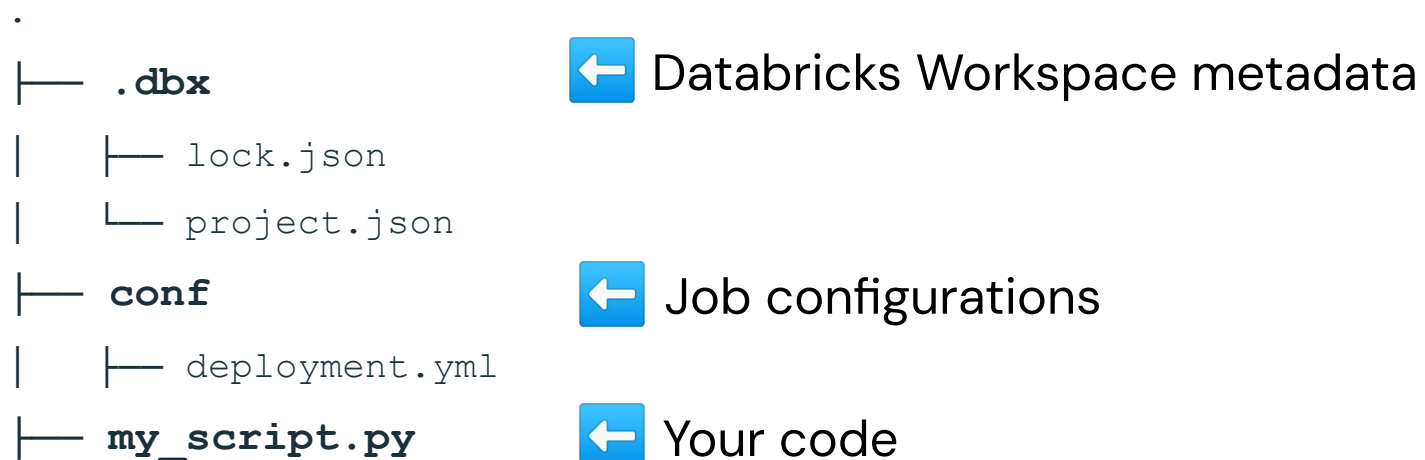 .
├── .dbx ⬅ Databricks Workspace metadata
│   ├── lock.json
│   └── project.json
├── conf ⬅ Job configurations
│   ├── deployment.yml
├── my_script.py ⬅ Your code